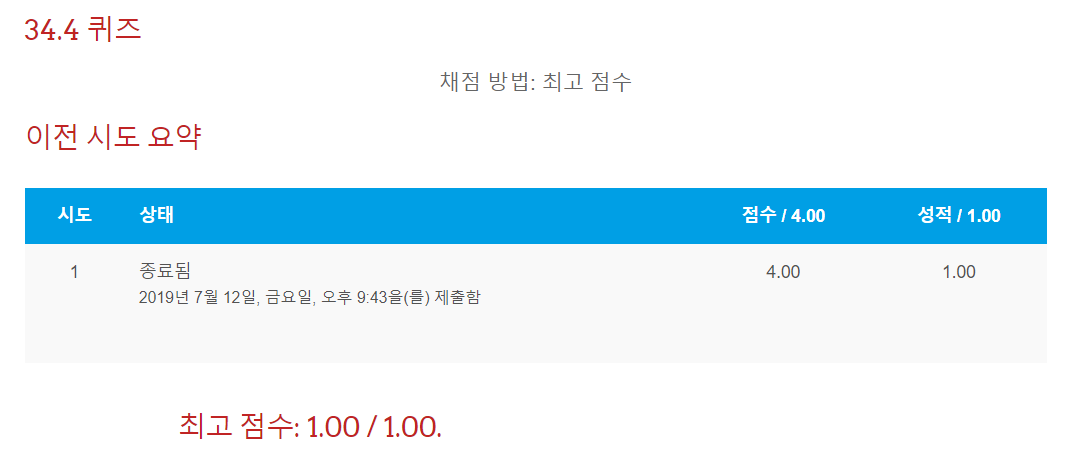 34.4 퀴즈
채점 방법: 최고 점수
이전 시도 요약
시도 상태 점수 / 4.00 성적 / 1.00
1 종료됨 4.00 1.00
2019년 7월 12일, 금요일, 오후 9:43을(를) 제출함
최고 점수: 1.00 / 1.00.